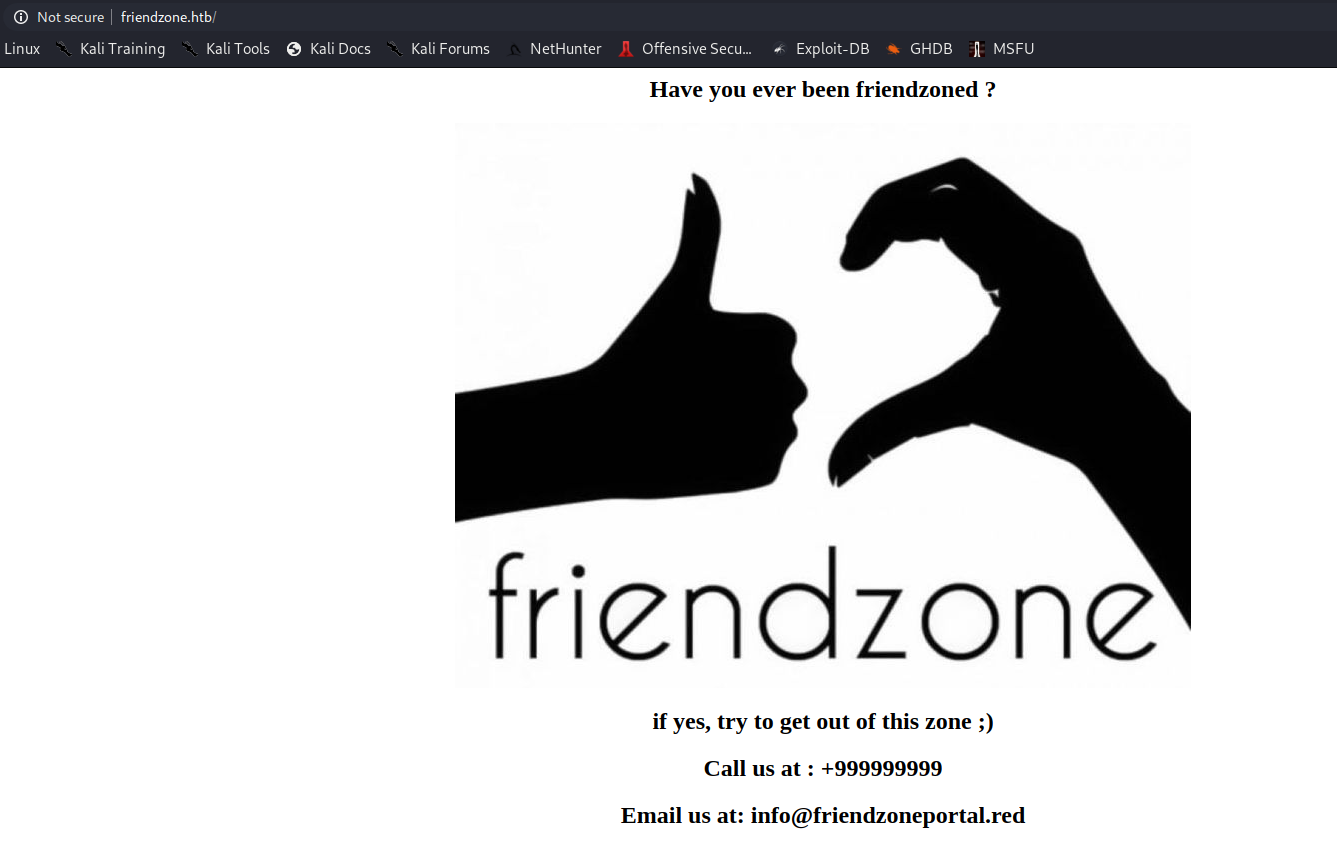 Not secure friendzone.htb/
Linux Kali Training Kali Tools Kali Docs Kali Forums NetHunter Offensive Secu... Exploit-DB GHDB MSFU
Have you ever been friendzoned ?
friendzone
if yes, try to get out of this zone ;)
Call us at : +999999999
Email us at: info@friendzoneportal.red